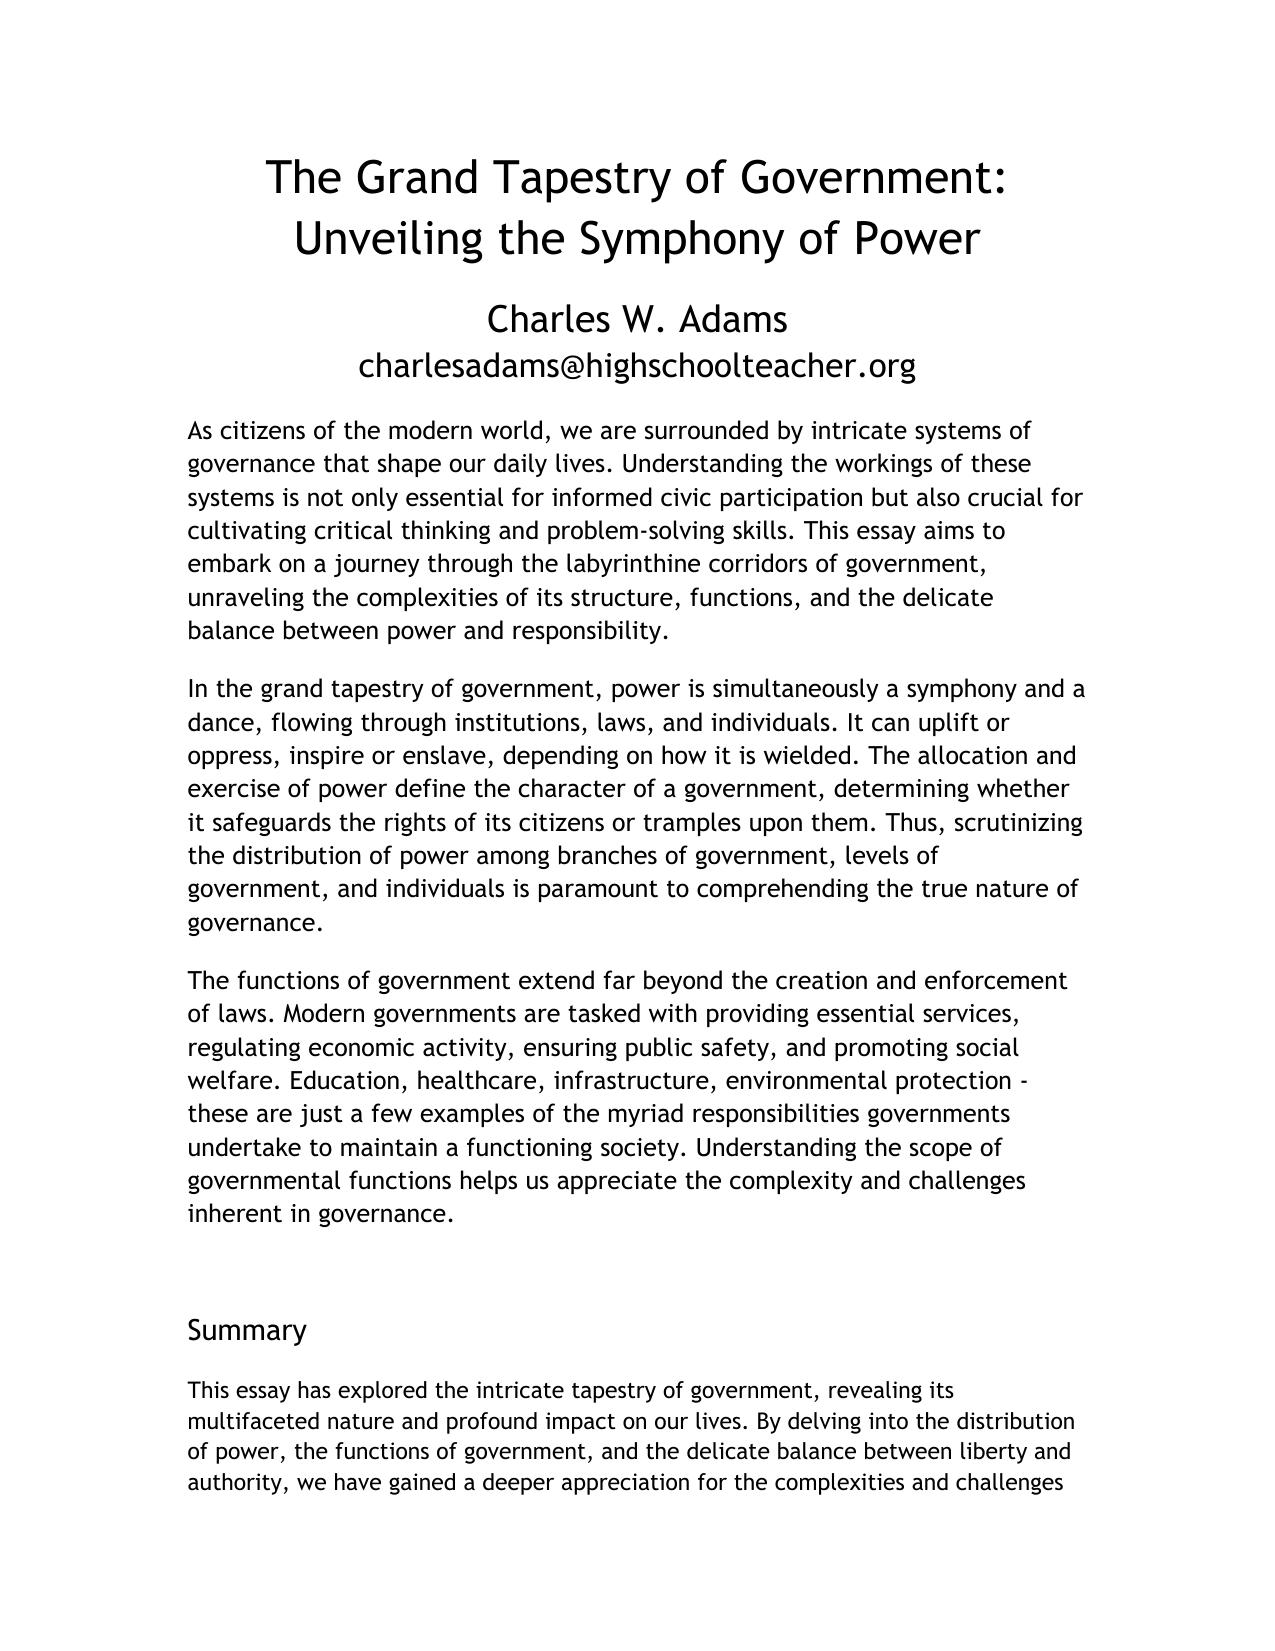 The Grand Tapestry of Government:
Unveiling the Symphony of Power
Charles W. Adams
charlesadams@highschoolteacher.org
As citizens of the modern world, we are surrounded by intricate systems of
governance that shape our daily lives. Understanding the workings of these
systems is not only essential for informed civic participation but also crucial for
cultivating critical thinking and problem-solving skills. This essay aims to
embark on a journey through the labyrinthine corridors of government,
unraveling the complexities of its structure, functions, and the delicate
balance between power and responsibility.
In the grand tapestry of government, power is simultaneously a symphony and a
dance, flowing through institutions, laws, and individuals. It can uplift or
oppress, inspire or enslave, depending on how it is wielded. The allocation and
exercise of power define the character of a government, determining whether
it safeguards the rights of its citizens or tramples upon them. Thus, scrutinizing
the distribution of power among branches of government, levels of
government, and individuals is paramount to comprehending the true nature of
governance.
The functions of government extend far beyond the creation and enforcement
of laws. Modern governments are tasked with providing essential services,
regulating economic activity, ensuring public safety, and promoting social
welfare. Education, healthcare, infrastructure, environmental protection -
these are just a few examples of the myriad responsibilities governments
undertake to maintain a functioning society. Understanding the scope of
governmental functions helps us appreciate the complexity and challenges
inherent in governance.
Summary
This essay has explored the intricate tapestry of government, revealing its
multifaceted nature and profound impact on our lives. By delving into the distribution
of power, the functions of government, and the delicate balance between liberty and
authority, we have gained a deeper appreciation for the complexities and challenges